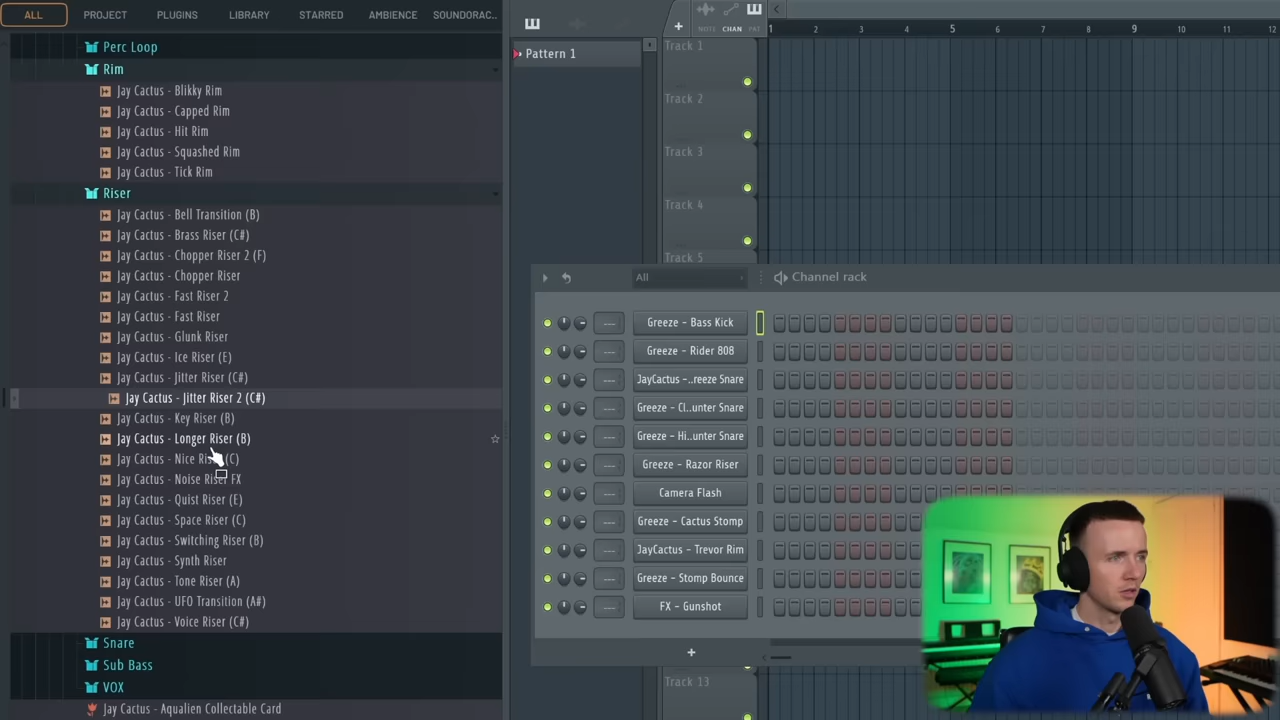 ALL PROJECT PLUGINS LIBRARY STARRED AMBIENCE SOUNDORAC..
Perc Loop
Rim
Jay Cactus - Blikky Rim
Jay Cactus - Capped Rim
Jay Cactus - Hit Rim
Jay Cactus - Squashed Rim
Jay Cactus - Tick Rim
Riser
Jay Cactus - Bell Transition (B)
Jay Cactus - Brass Riser (C#)
Jay Cactus - Chopper Riser 2 (F)
Jay Cactus - Chopper Riser
Jay Cactus - Fast Riser 2
Jay Cactus - Fast Riser
Jay Cactus - Glunk Riser
Jay Cactus - Ice Riser (E)
Jay Cactus - Jitter Riser (C#)
Jay Cactus - Jitter Riser 2 (C#)
Jay Cactus - Key Riser (B)
Jay Cactus - Longer Riser (B)
Jay Cactus - Nice Riser (C)
Jay Cactus - Noise Riser FX
Jay Cactus - Quist Riser (E)
Jay Cactus - Space Riser (C)
Jay Cactus - Switching Riser (B)
Jay Cactus - Synth Riser
Jay Cactus - Tone Riser (A)
Jay Cactus - UFO Transition (A#)
Jay Cactus - Voice Riser (C#)
Snare
Sub Bass
VOX
Jay Cactus - Aqualien Collectable Card
Pattern 1
NOTE CHAN PAT
1 2 3 4 5 6 7 8 9 10 11 12
Track 1
Track 2
Track 3
Track 4
Track 5
All
Channel rack
Greeze - Bass Kick
Greeze - Rider 808
JayCactus -..reeze Snare
Greeze - Cl..unter Snare
Greeze - Hi..unter Snare
Greeze - Razor Riser
Camera Flash
Greeze - Cactus Stomp
JayCactus - Trevor Rim
Greeze - Stomp Bounce
FX - Gunshot
Track 13